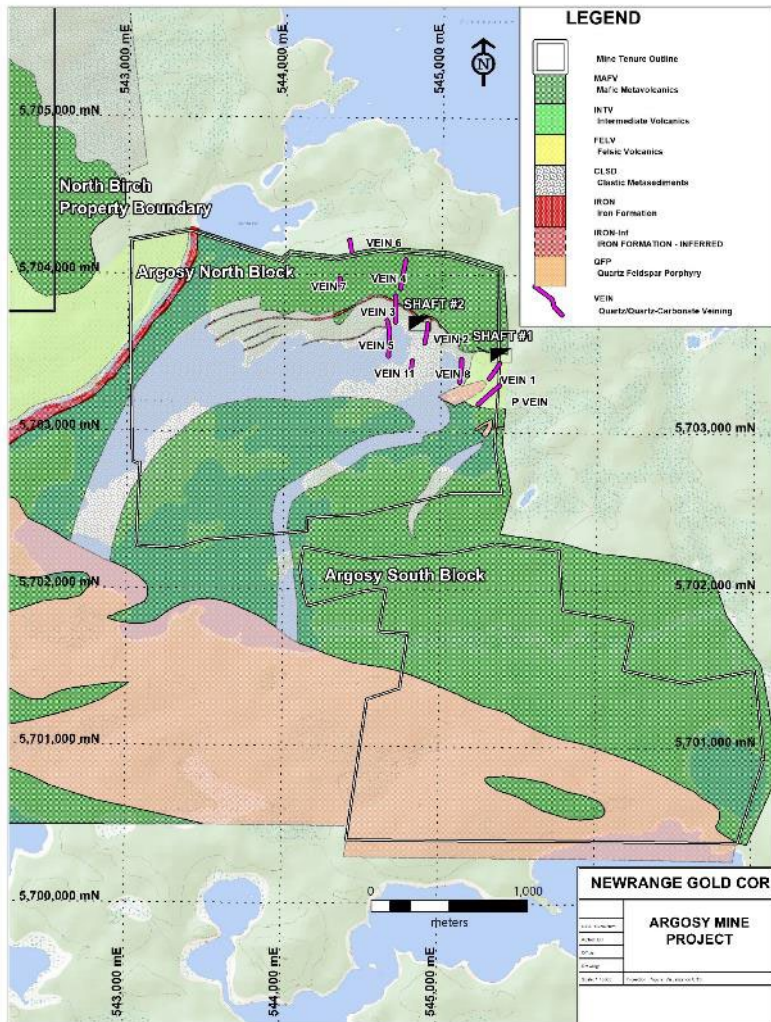 LEGEND
Mine Tenure Outline
MAFV
Mafic Metavolcanics
INTV
Intermediate Volcanics
FELV
Felsic Volcanics
CLSD
Clastic Metasediments
IRON
Iron Formation
IRON-Inf
IRON FORMATION - INFERRED
QFP
Quartz Feldspar Porphyry
VEIN
Quartz/Quartz-Carbonate Veining
543,000 mE
544,000 mE
545,000 mE
N
5,705,000 mN
North Birch
Property Boundary
VEIN 6
5,704,000 mN
Argosy North Block
VEIN 4
VEIN 7
SHAFT #2
VEIN 3
SHAFT #1
VEIN 2
VEIN 5
VEIN 11
VEIN 8
VEIN 1
P VEIN
5,703,000 mN
5,703,000 mN
5,702,000 mN
Argosy South Block
5,702,000 mN
5,701,000 mN
5,701,000 mN
5,700,000 mN
0
1,000
meters
543,000 mE
544,000 mE
545,000 mE
NEWRANGE GOLD COR
ARGOSY MINE
PROJECT